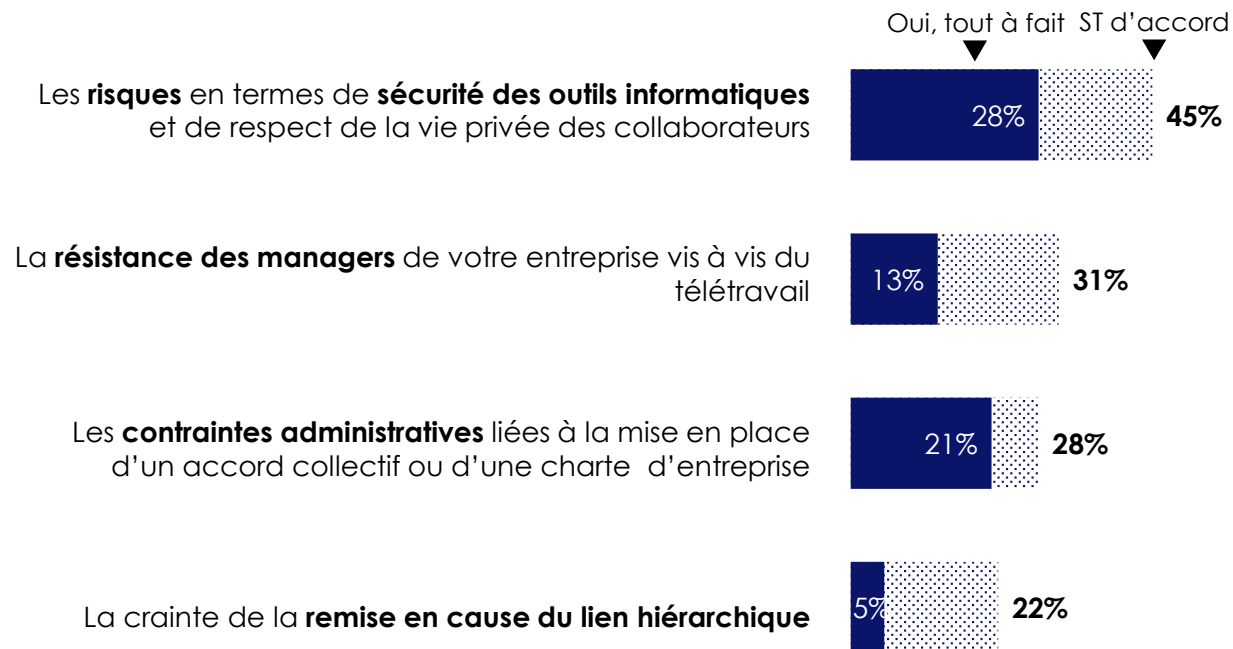 Oui, tout à fait ST d’accord
Les risques en termes de sécurité des outils informatiques
et de respect de la vie privée des collaborateurs
28% 45%
La résistance des managers de votre entreprise vis à vis du
télétravail
13% 31%
Les contraintes administratives liées à la mise en place
d’un accord collectif ou d’une charte d’entreprise
21% 28%
La crainte de la remise en cause du lien hiérarchique
5% 22%